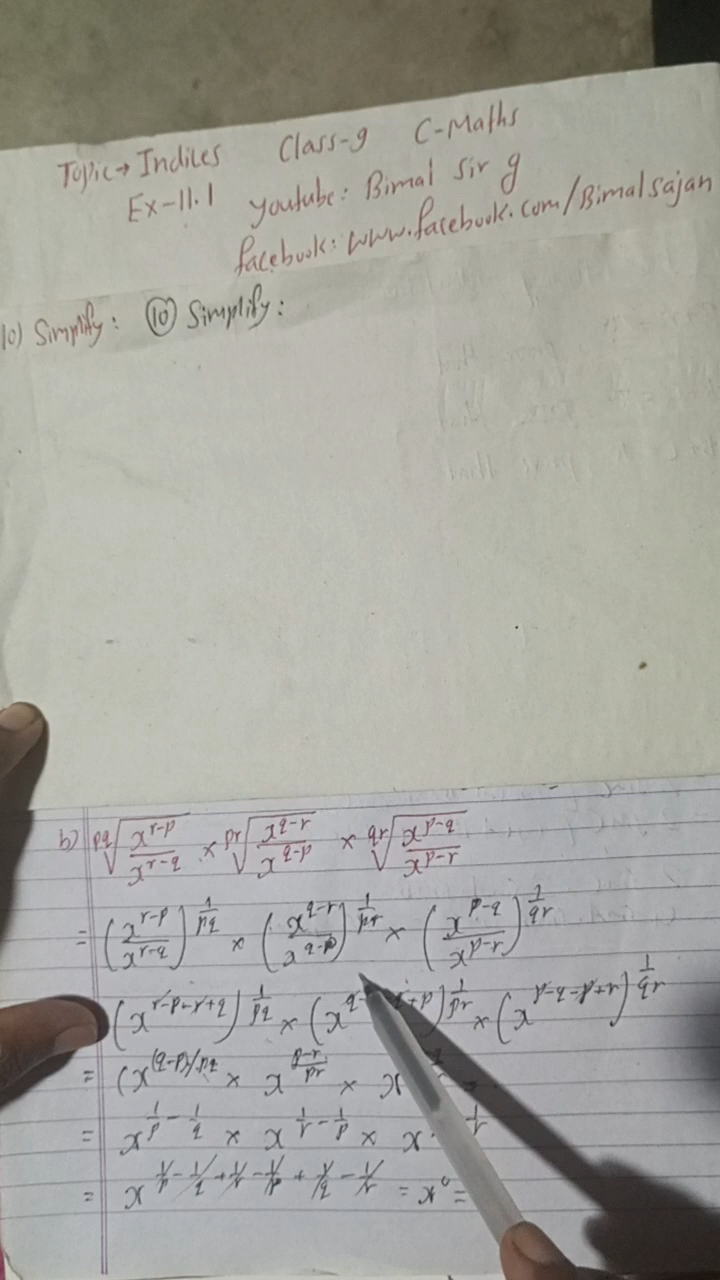 Topic→ Indices Class-9 C-Maths
Ex-11.1 youtube: Bimal Sir g
facebook: www.facebook.com/Bimalsajan
10) Simplify: ⑩ Simplify:
b) pq√(x^(r-p)/x^(r-q)) × pr√(x^(q-r)/x^(q-p)) × qr√(x^(p-q)/x^(p-r))
= (x^(r-p)/x^(r-q))^(1/pq) × (x^(q-r)/x^(q-p))^(1/pr) × (x^(p-q)/x^(p-r))^(1/qr)
(x^(r-p-r+q))^(1/pq) × (x ... +p)^(1/pr) × (x^(p-q-p+r))^(1/qr)
= (x^(q-p)/pq × x^((p-r)/pr) × x
= x^(1/p-1/q) × x^(1/r-1/p) × x
= x^(1/p-1/q+1/r-1/p+1/q-1/r) = x^0 =